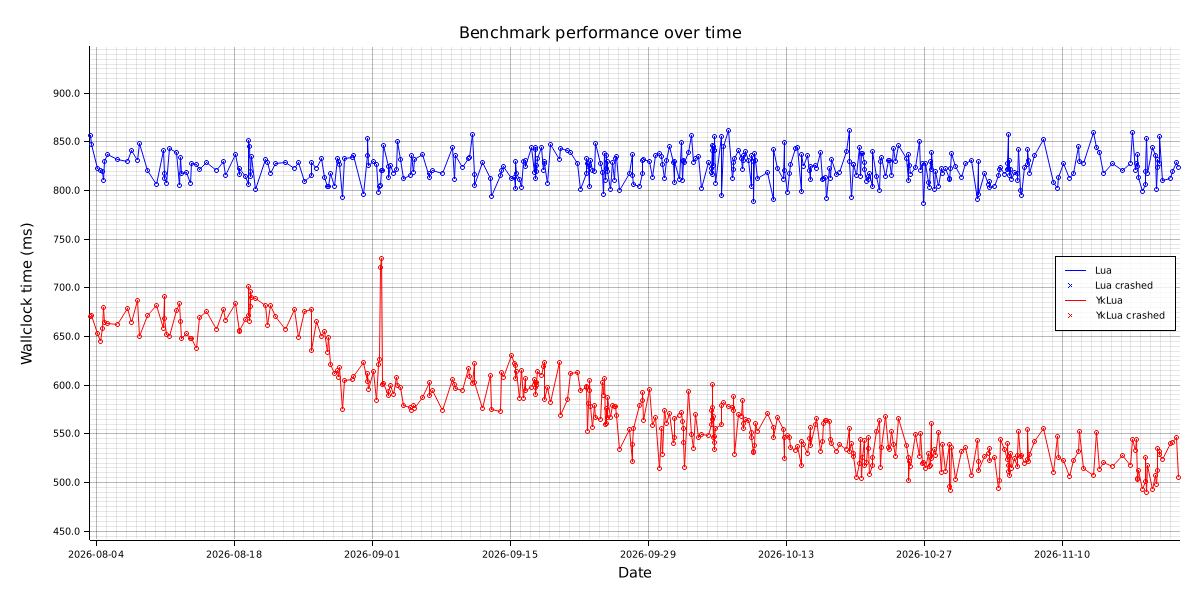 Benchmark performance over time
Wallclock time (ms)
900.0
850.0
800.0
750.0
700.0
650.0
600.0
550.0
500.0
450.0
Lua
Lua crashed
YkLua
YkLua crashed
2026-08-04 2026-08-18 2026-09-01 2026-09-15 2026-09-29 2026-10-13 2026-10-27 2026-11-10
Date